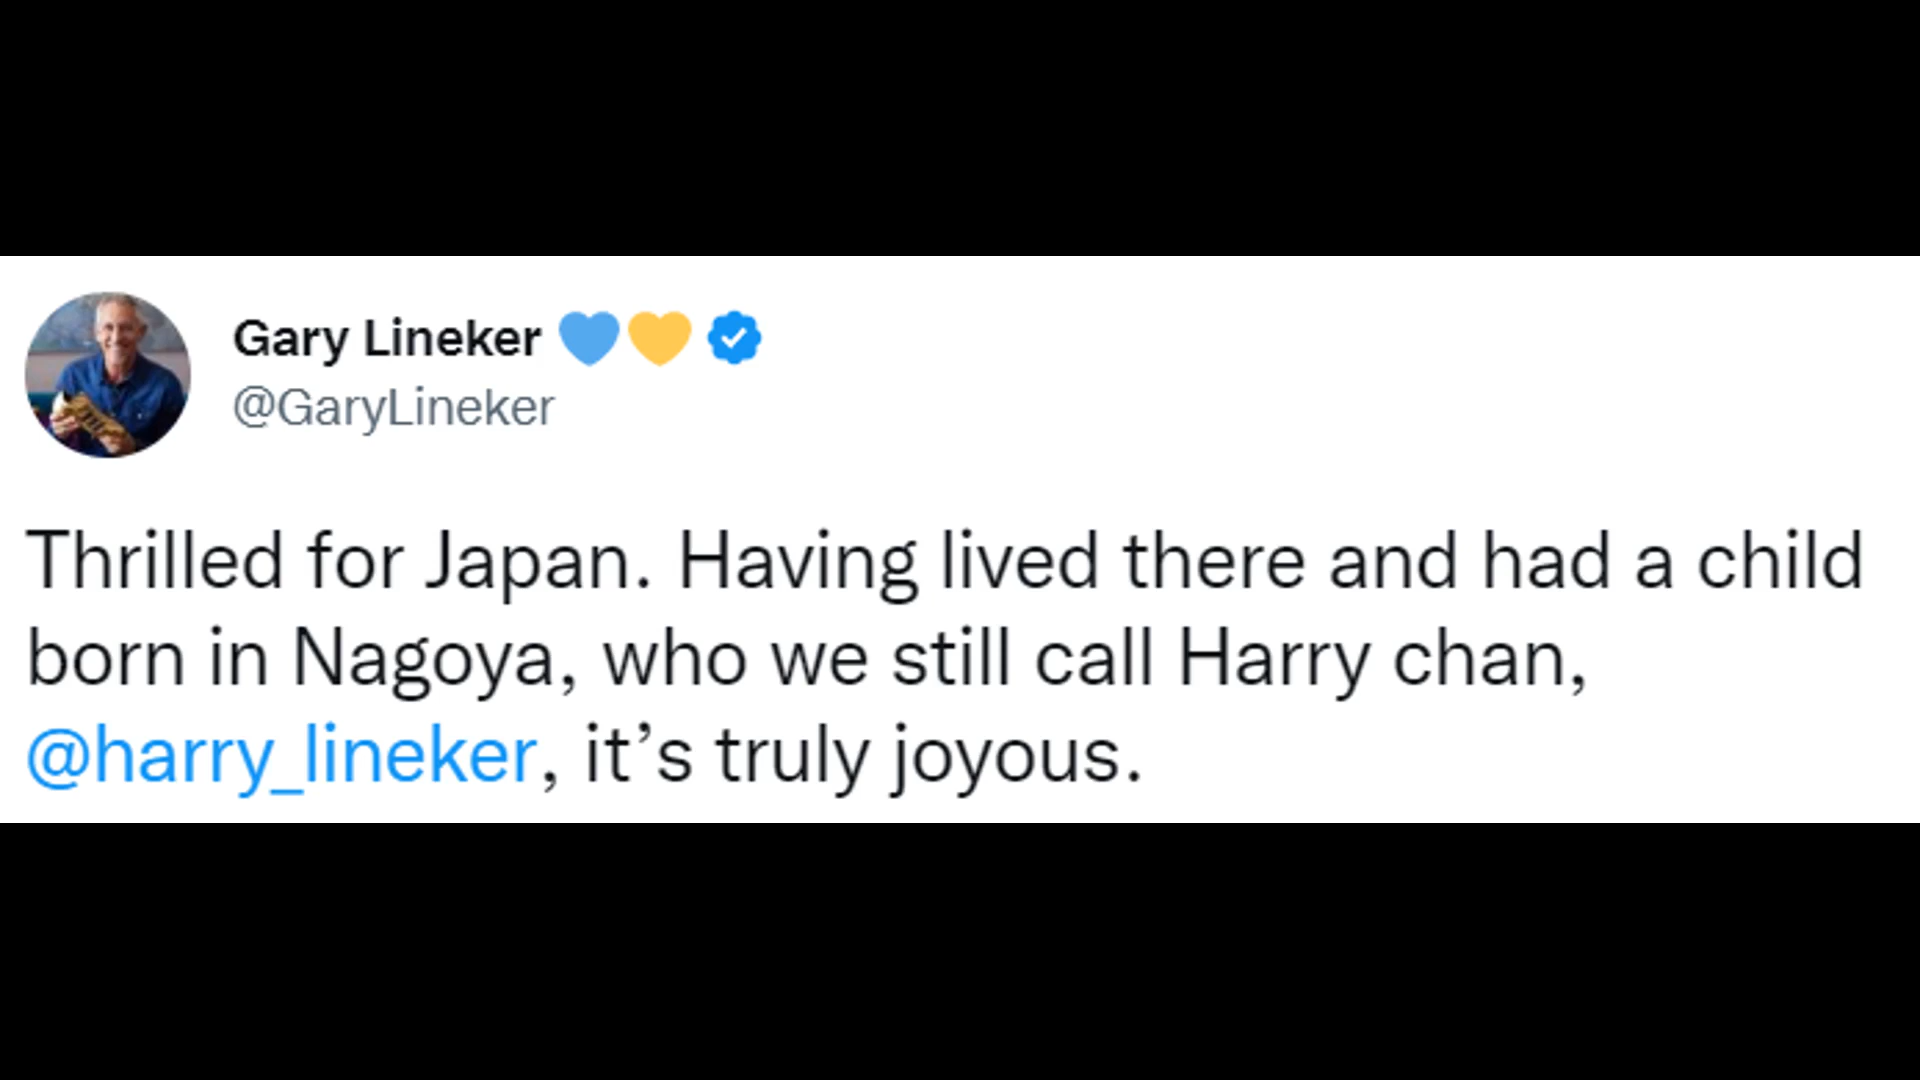 Gary Lineker 💙💛
@GaryLineker
Thrilled for Japan. Having lived there and had a child
born in Nagoya, who we still call Harry chan,
@harry_lineker, it’s truly joyous.